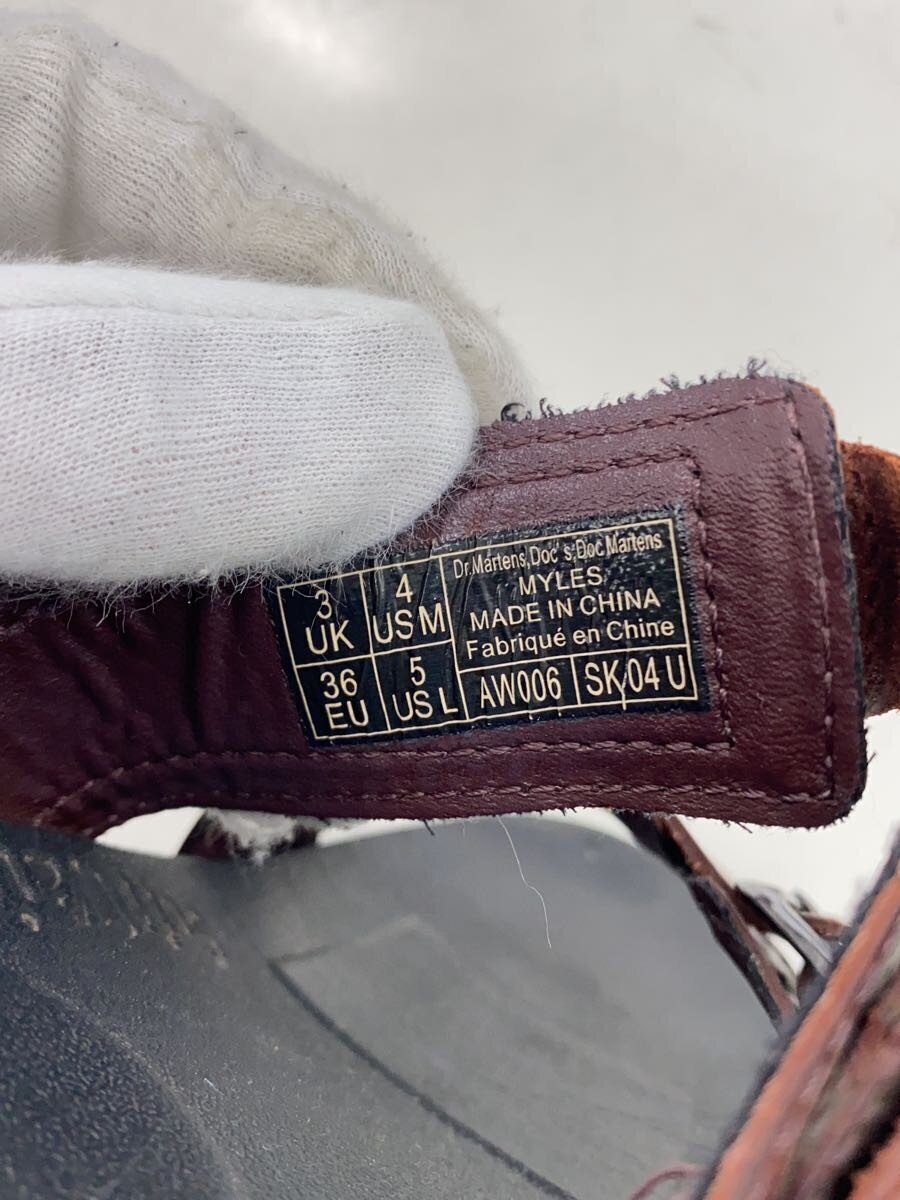 3
UK
4
US M
36
EU
5
US L
Dr.Martens,Doc's,Doc Martens
MYLES
MADE IN CHINA
Fabriqué en Chine
AW006
SK04 U